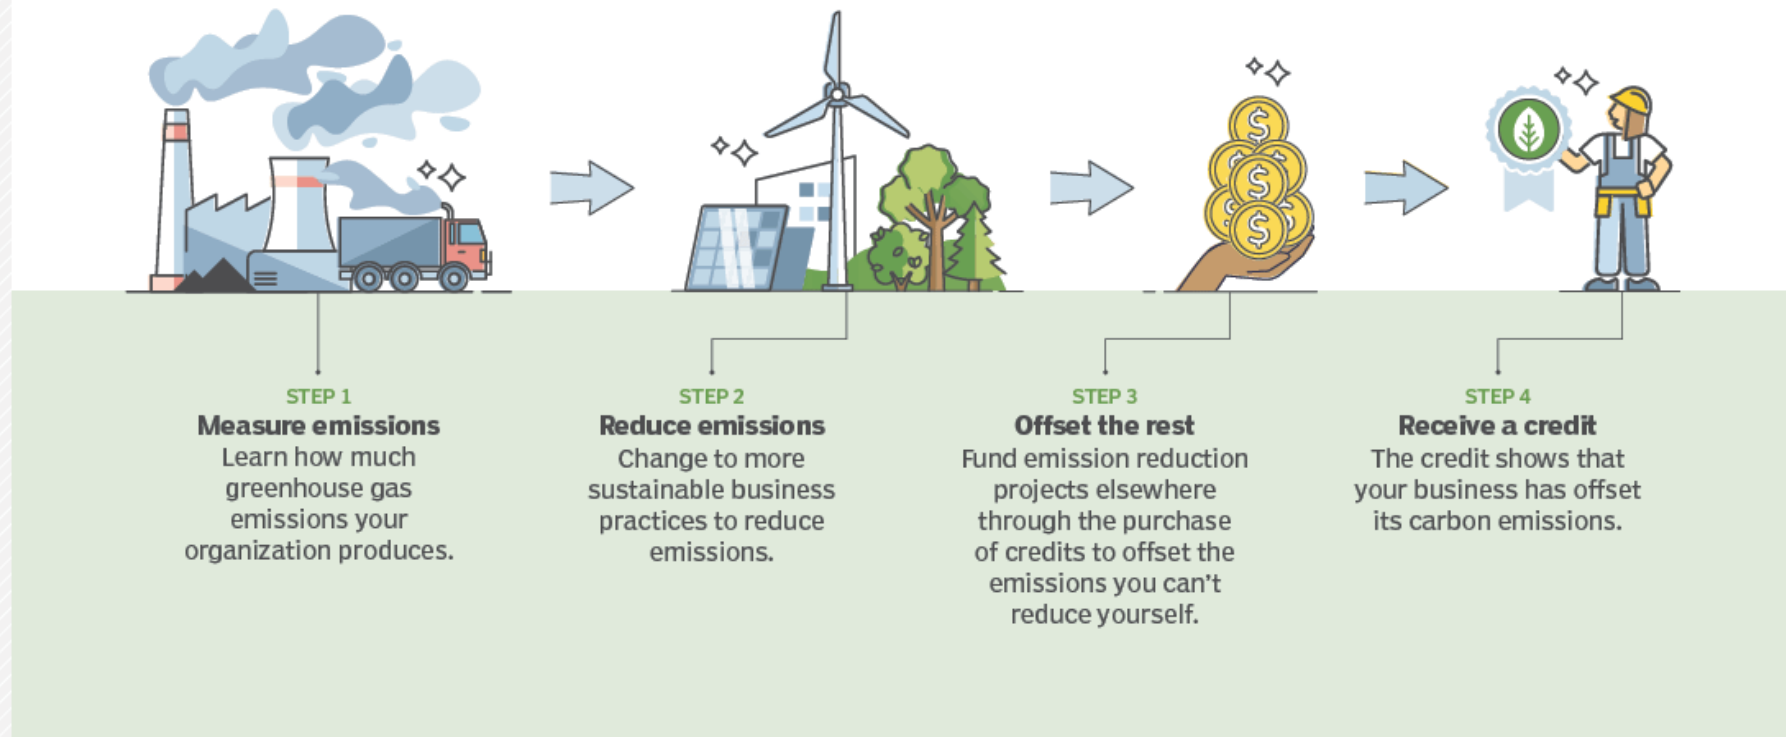 STEP 1
Measure emissions
Learn how much
greenhouse gas
emissions your
organization produces.
STEP 2
Reduce emissions
Change to more
sustainable business
practices to reduce
emissions.
STEP 3
Offset the rest
Fund emission reduction
projects elsewhere
through the purchase
of credits to offset the
emissions you can't
reduce yourself.
STEP 4
Receive a credit
The credit shows that
your business has offset
its carbon emissions.
$
$
$